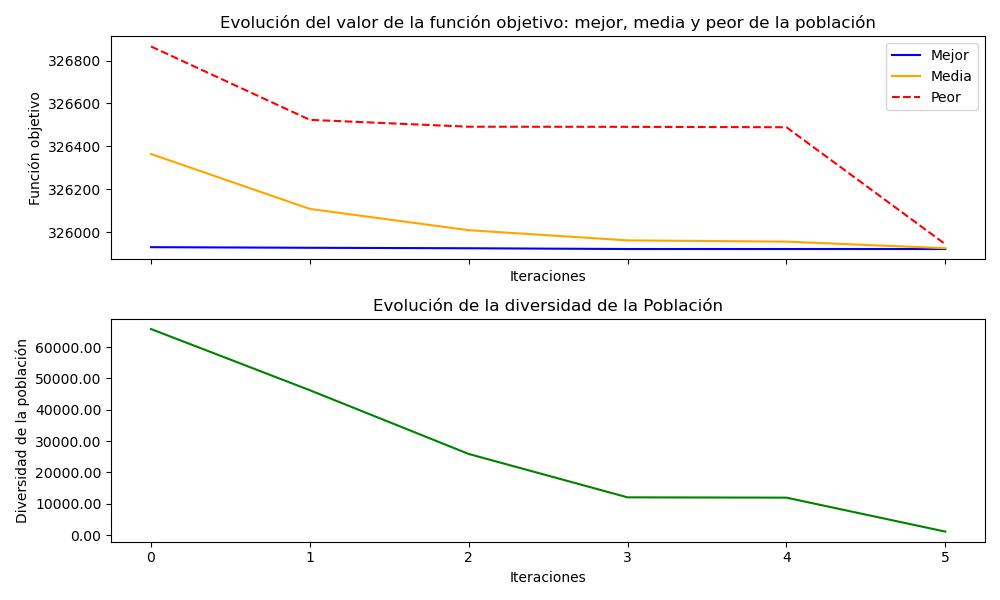 Evolución del valor de la función objetivo: mejor, media y peor de la población
Función objetivo
326800
326600
326400
326200
326000
Mejor
Media
Peor
Iteraciones
Evolución de la diversidad de la Población
Diversidad de la población
60000.00
50000.00
40000.00
30000.00
20000.00
10000.00
0.00
0 1 2 3 4 5
Iteraciones